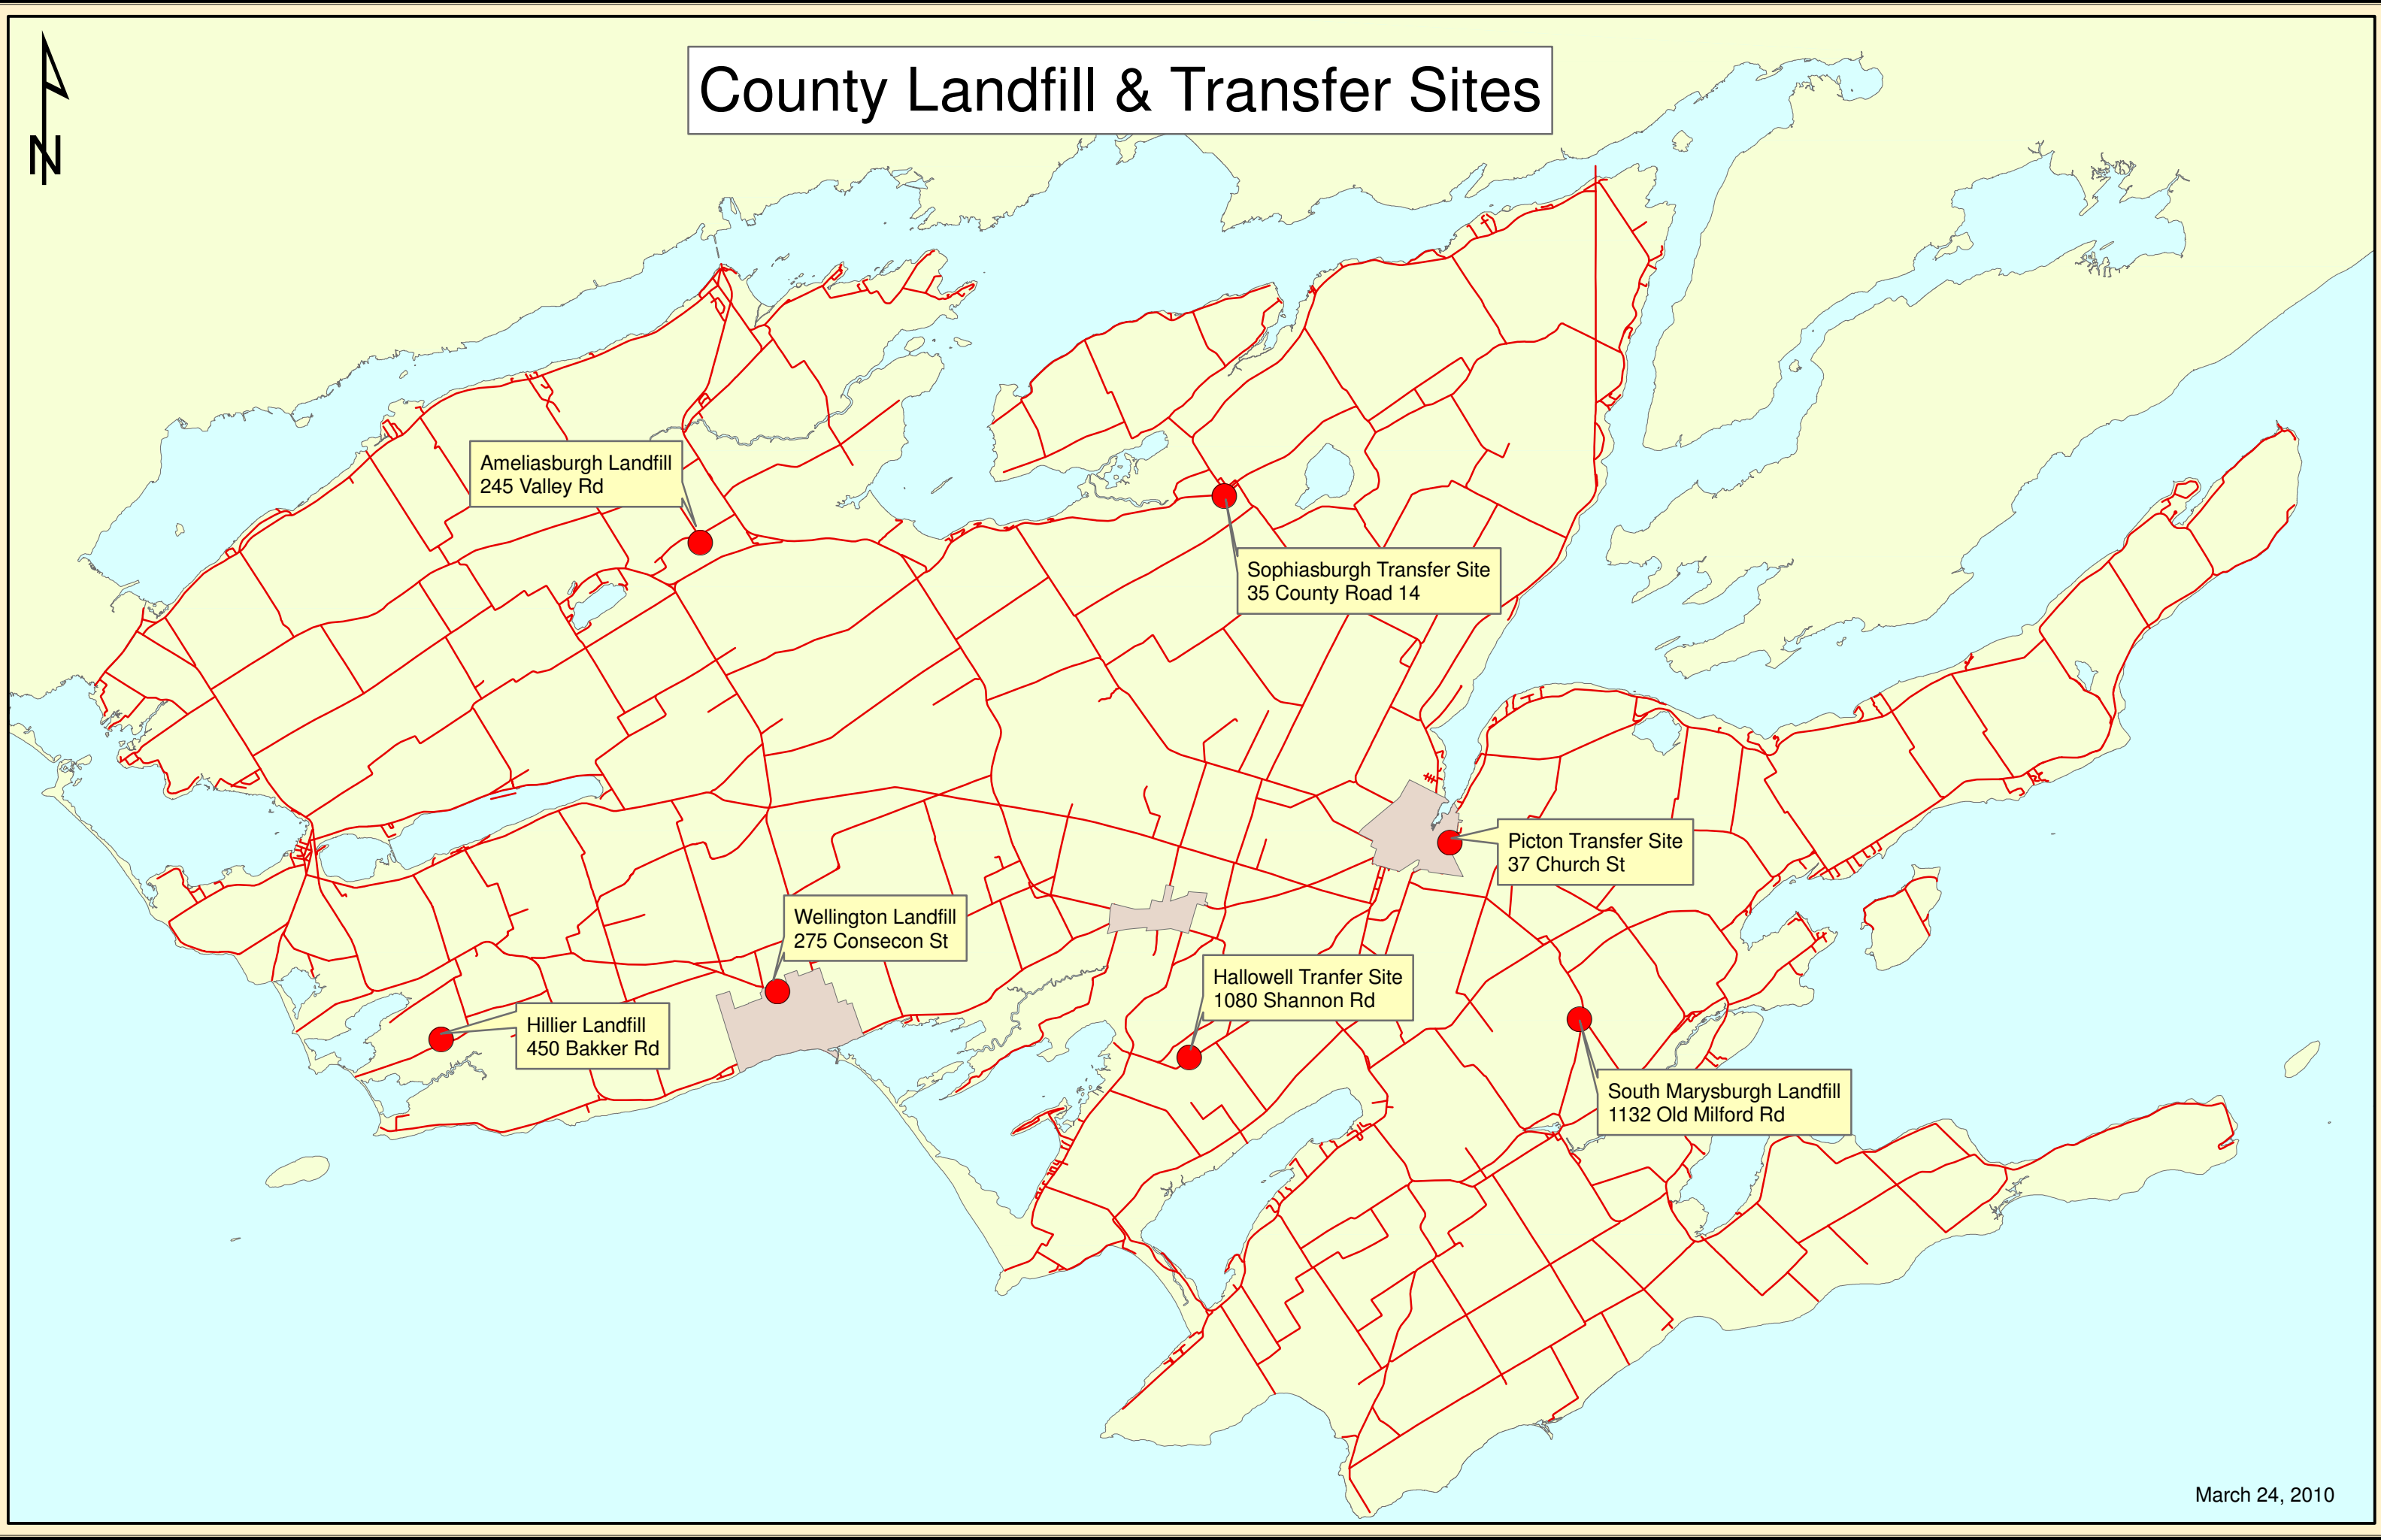 County Landfill & Transfer Sites
N
Ameliasburgh Landfill
245 Valley Rd
Sophiasburgh Transfer Site
35 County Road 14
Picton Transfer Site
37 Church St
Wellington Landfill
275 Consecon St
Hallowell Tranfer Site
1080 Shannon Rd
Hillier Landfill
450 Bakker Rd
South Marysburgh Landfill
1132 Old Milford Rd
March 24, 2010